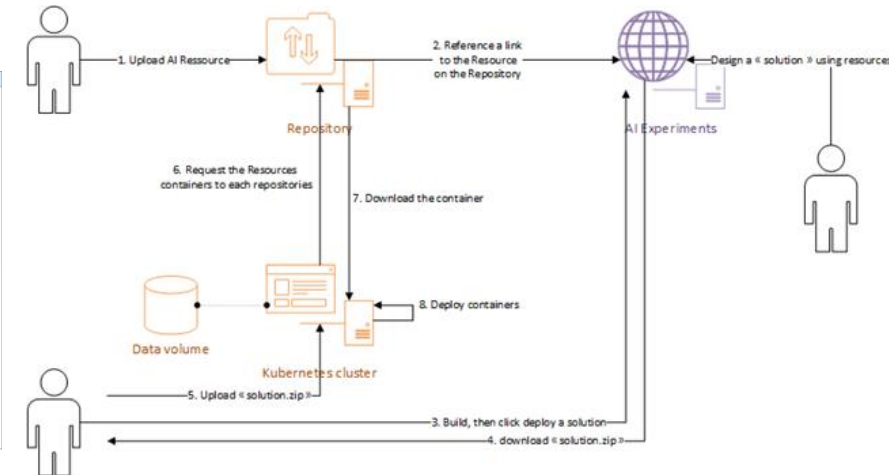 1. Upload AI Ressource
2. Reference a link
to the Resource
on the Repository
Design a « solution » using resources
Repository
AI Experiments
6. Request the Resources
containers to each repositories
7. Download the container
8. Deploy containers
Data volume
Kubernetes cluster
5. Upload « solution.zip »
3. Build, then click deploy a solution
4. download « solution.zip »